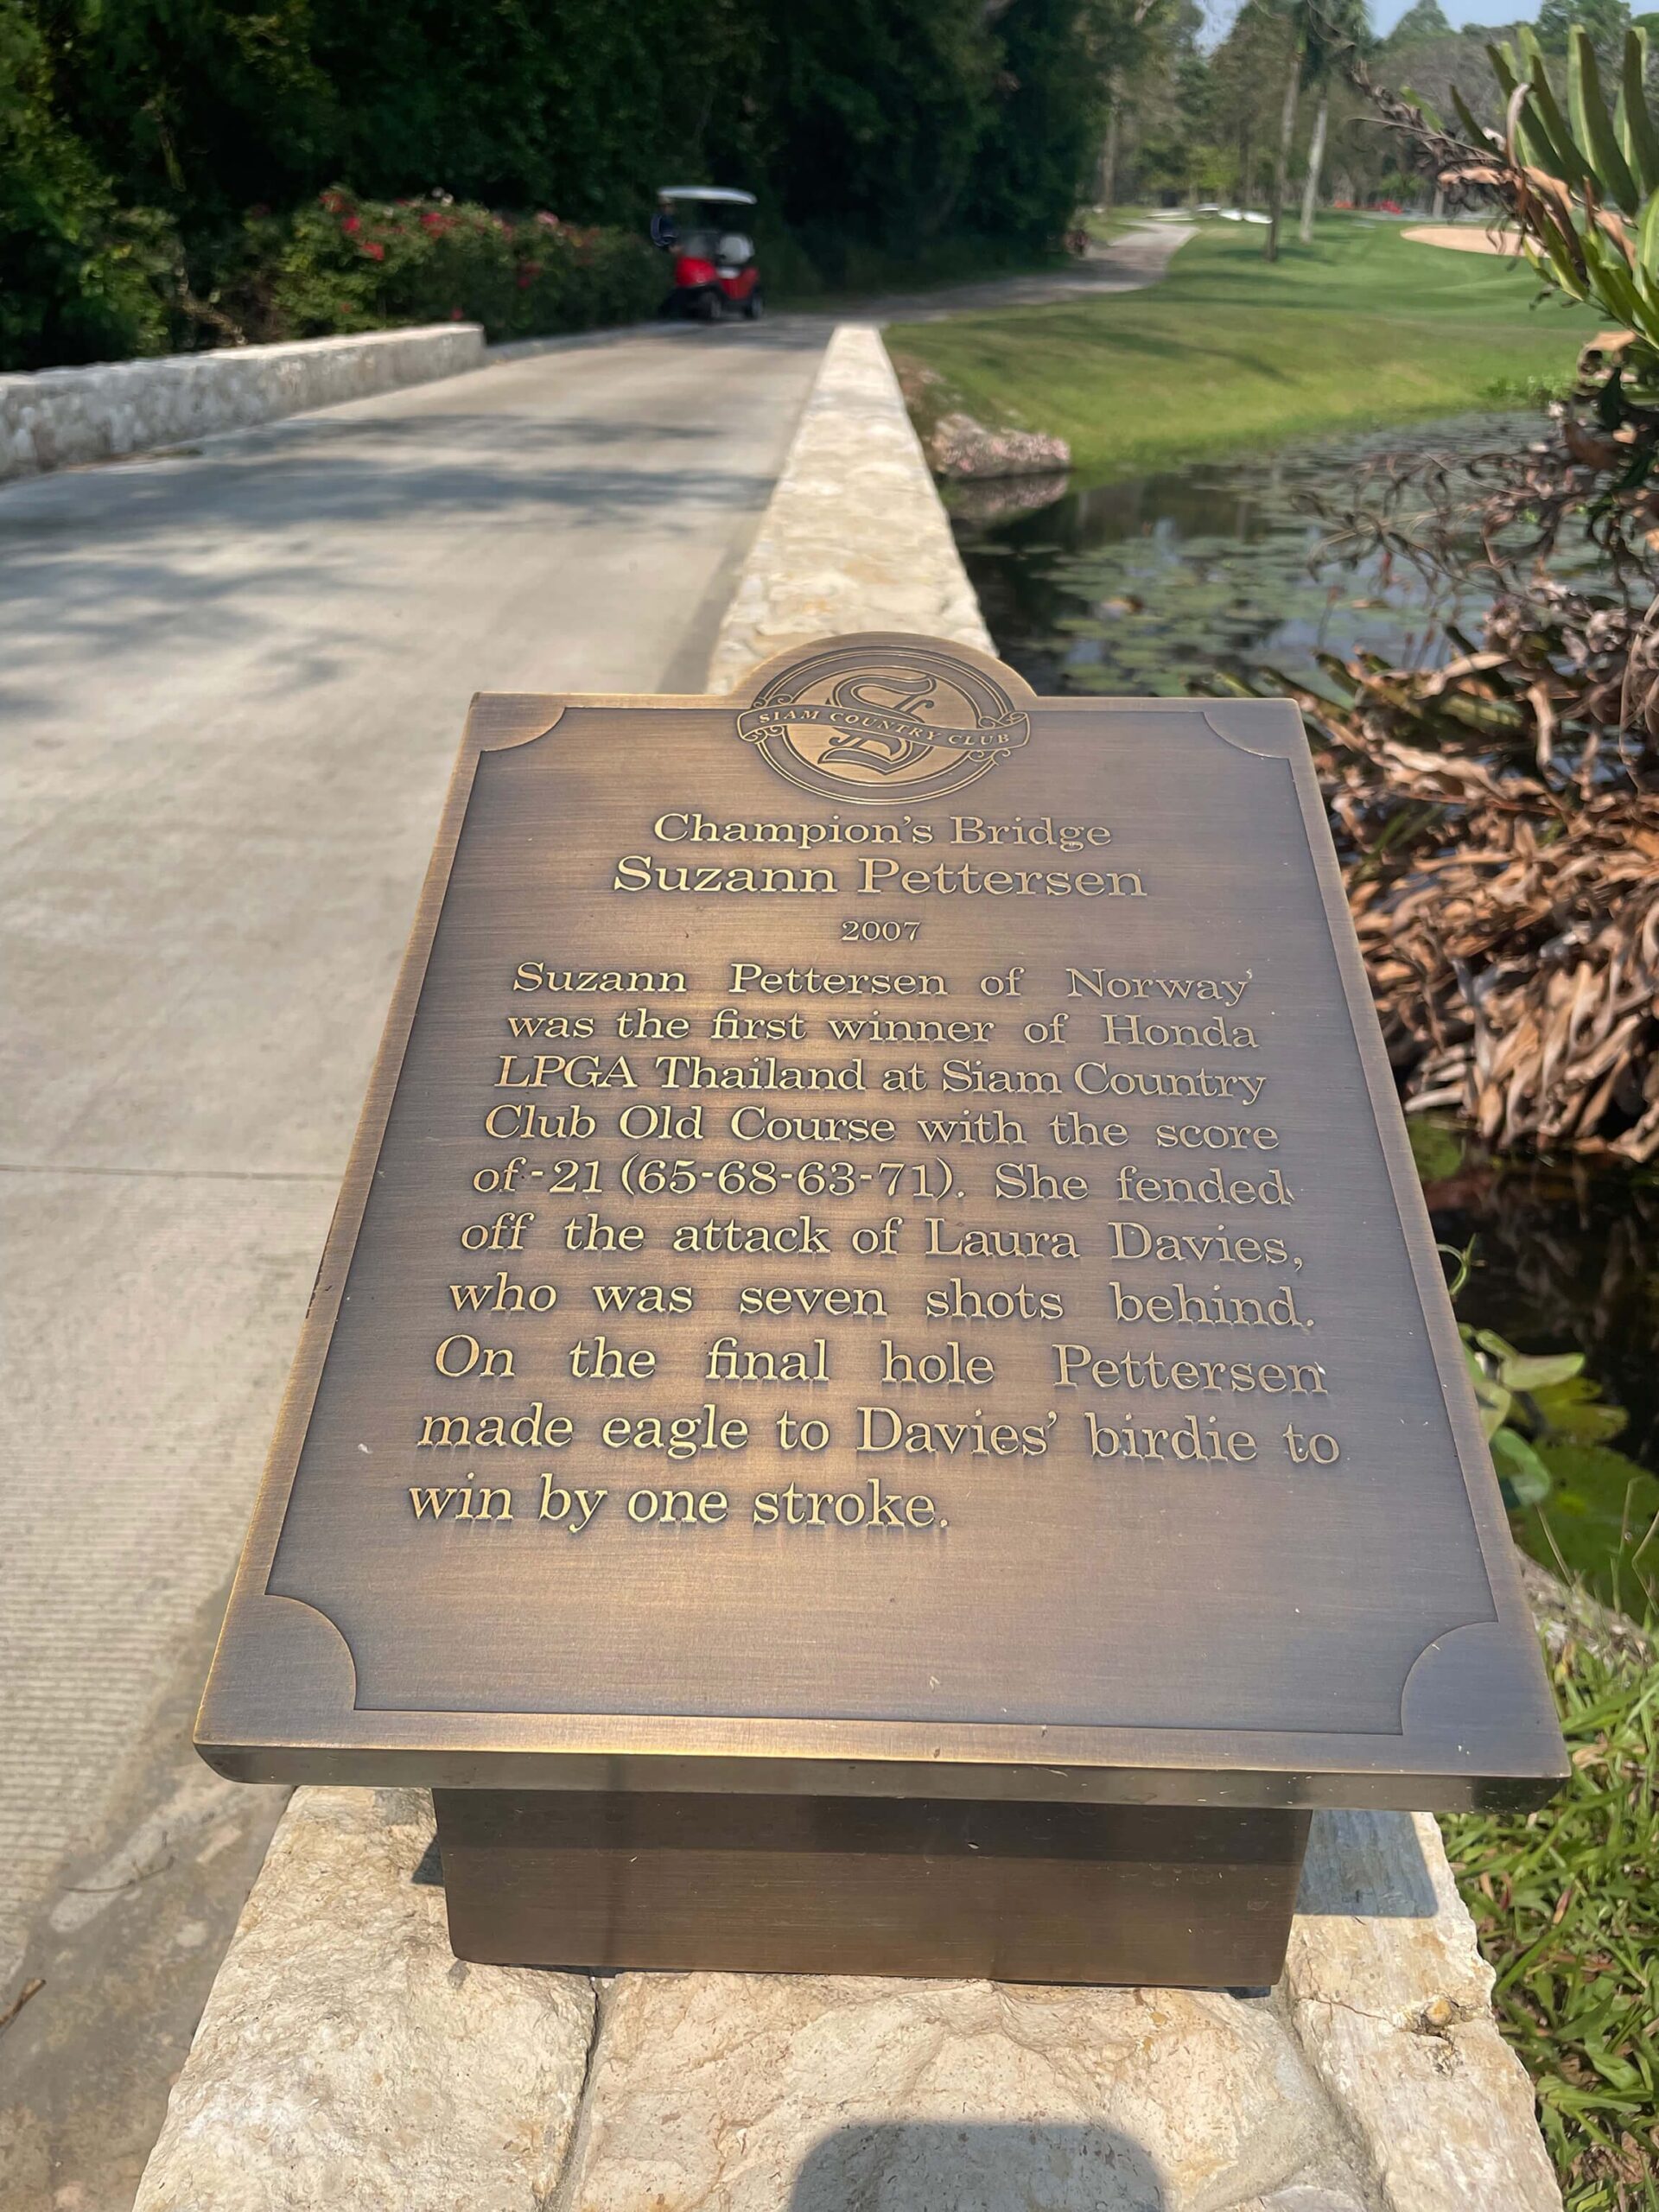 S
SIAM COUNTRY CLUB
Champion's Bridge
Suzann Pettersen
2007
Suzann Pettersen of Norway
was the first winner of Honda
LPGA Thailand at Siam Country
Club Old Course with the score
of -21 (65-68-63-71). She fended
off the attack of Laura Davies,
who was seven shots behind.
On the final hole Pettersen
made eagle to Davies' birdie to
win by one stroke.